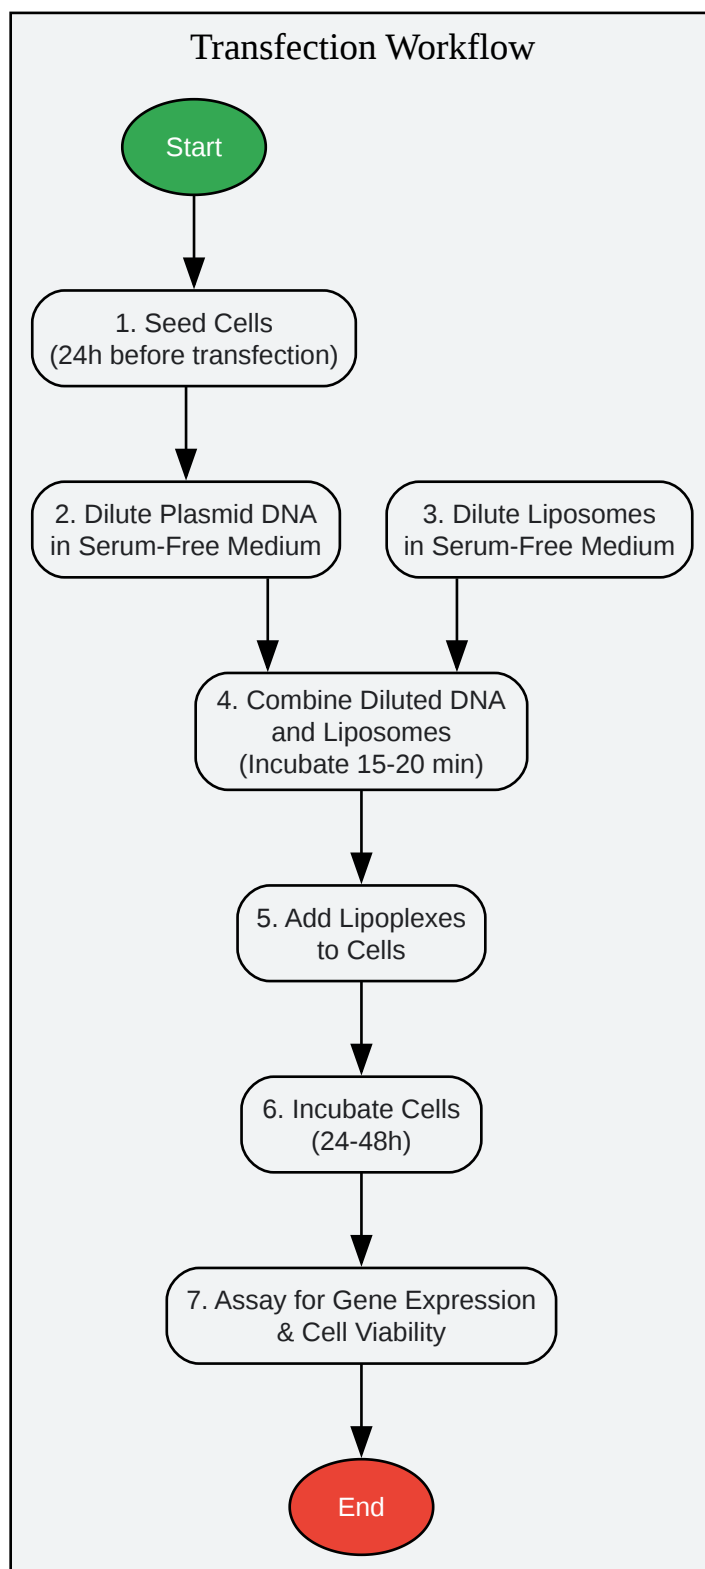 Transfection Workflow
Start
1. Seed Cells
(24h before transfection)
2. Dilute Plasmid DNA
in Serum-Free Medium
3. Dilute Liposomes
in Serum-Free Medium
4. Combine Diluted DNA
and Liposomes
(Incubate 15-20 min)
5. Add Lipoplexes
to Cells
6. Incubate Cells
(24-48h)
7. Assay for Gene Expression
& Cell Viability
End